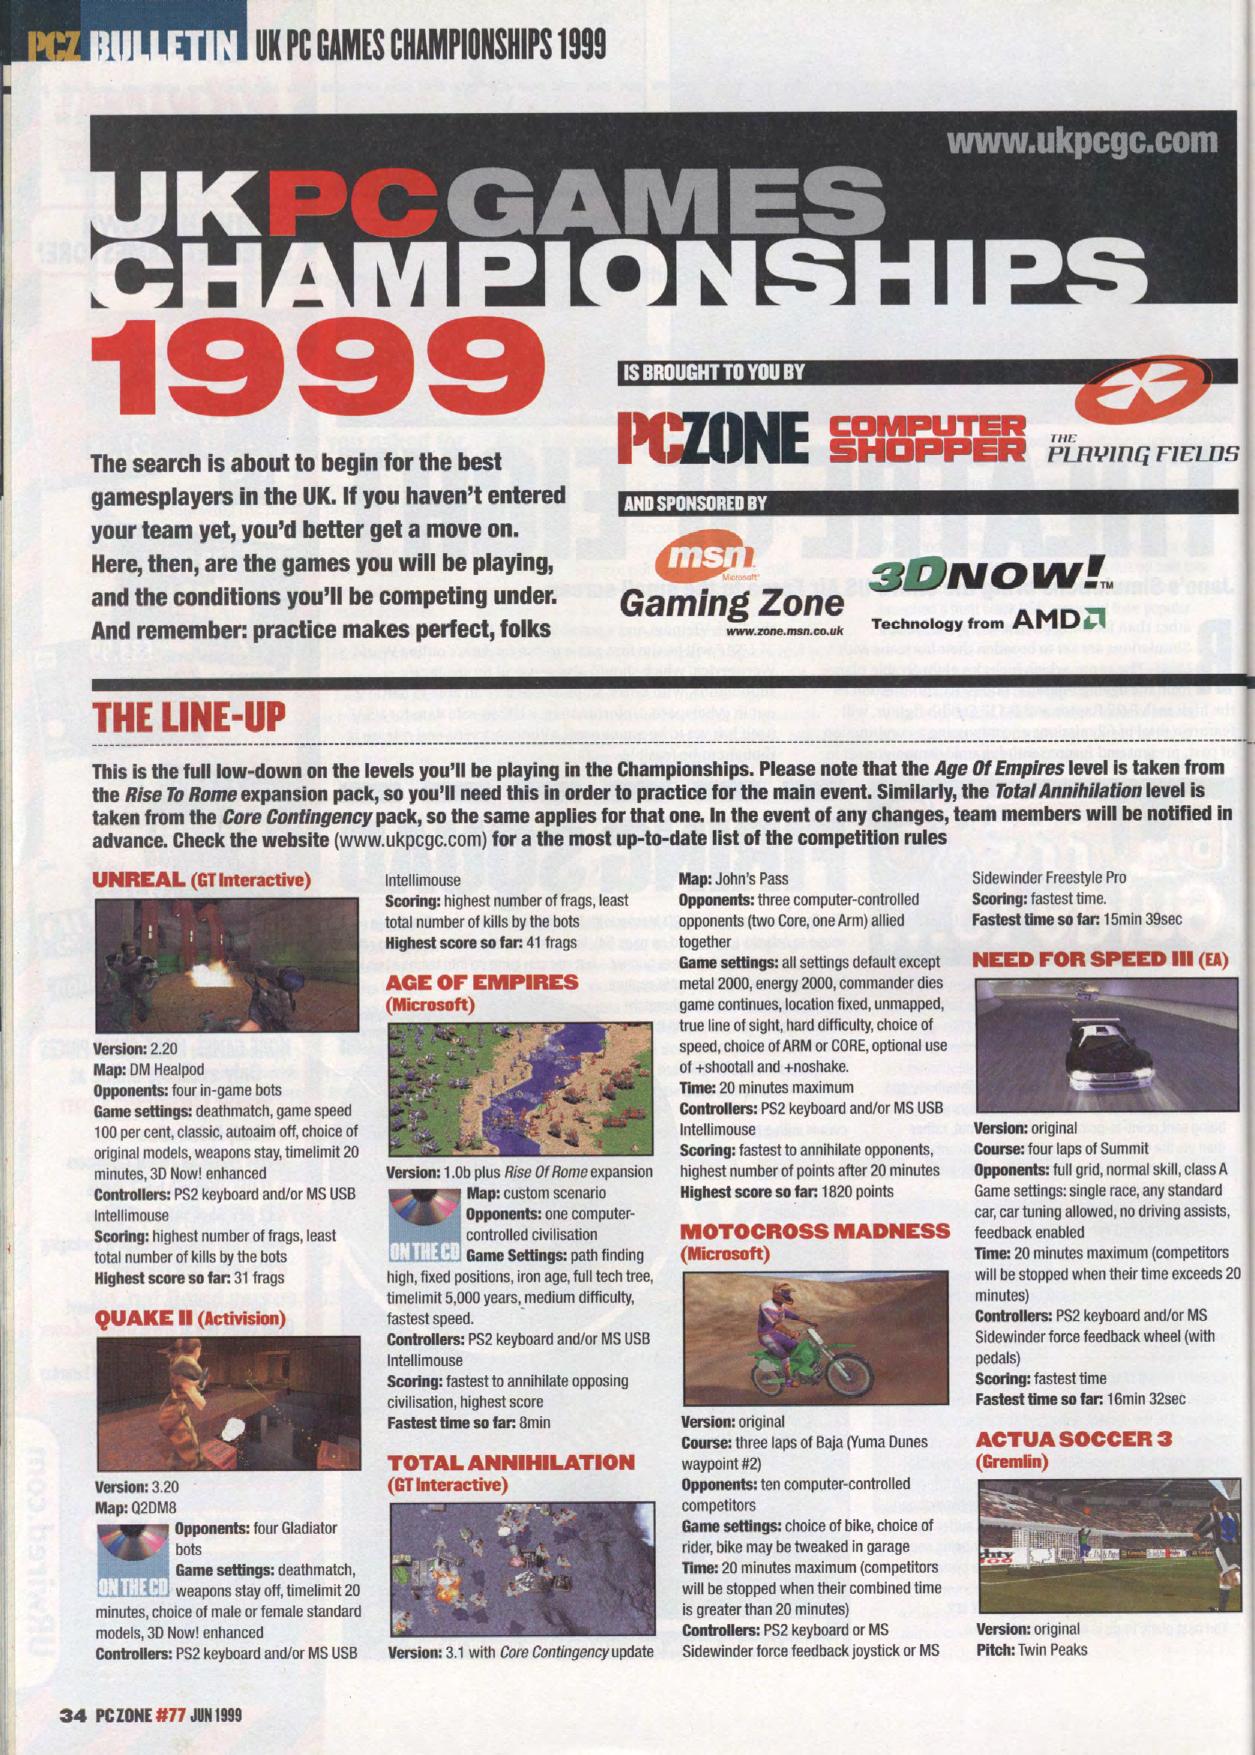 PCZ BULLETIN UK PC GAMES CHAMPIONSHIPS 1999
www.ukpcgc.com
UK PC GAMES
CHAMPIONSHIPS
1999
The search is about to begin for the best
gamesplayers in the UK. If you haven't entered
your team yet, you'd better get a move on.
Here, then, are the games you will be playing,
and the conditions you'll be competing under.
And remember: practice makes perfect, folks
IS BROUGHT TO YOU BY
PCZONE
COMPUTER
SHOPPER
THE
PLAYING FIELDS
AND SPONSORED BY
msn
Microsoft
Gaming Zone
www.zone.msn.co.uk
3DNOW!™
Technology from AMD
THE LINE-UP
This is the full low-down on the levels you'll be playing in the Championships. Please note that the Age Of Empires level is taken from
the Rise To Rome expansion pack, so you'll need this in order to practice for the main event. Similarly, the Total Annihilation level is
taken from the Core Contingency pack, so the same applies for that one. In the event of any changes, team members will be notified in
advance. Check the website (www.ukpcgc.com) for a the most up-to-date list of the competition rules
UNREAL (GT Interactive)
Version: 2.20
Map: DM Healpod
Opponents: four in-game bots
Game settings: deathmatch, game speed
100 per cent, classic, autoaim off, choice of
original models, weapons stay, timelimit 20
minutes, 3D Now! enhanced
Controllers: PS2 keyboard and/or MS USB
Intellimouse
Scoring: highest number of frags, least
total number of kills by the bots
Highest score so far: 31 frags
QUAKE II (Activision)
Version: 3.20
Map: Q2DM8
ON THE CD
Opponents: four Gladiator
bots
Game settings: deathmatch,
weapons stay off, timelimit 20
minutes, choice of male or female standard
models, 3D Now! enhanced
Controllers: PS2 keyboard and/or MS USB
Intellimouse
Scoring: highest number of frags, least
total number of kills by the bots
Highest score so far: 41 frags
AGE OF EMPIRES
(Microsoft)
Version: 1.0b plus Rise Of Rome expansion
ON THE CD
Map: custom scenario
Opponents: one computer-
controlled civilisation
Game Settings: path finding
high, fixed positions, iron age, full tech tree,
timelimit 5,000 years, medium difficulty,
fastest speed.
Controllers: PS2 keyboard and/or MS USB
Intellimouse
Scoring: fastest to annihilate opposing
civilisation, highest score
Fastest time so far: 8min
TOTAL ANNIHILATION
(GT Interactive)
Version: 3.1 with Core Contingency update
Map: John's Pass
Opponents: three computer-controlled
opponents (two Core, one Arm) allied
together
Game settings: all settings default except
metal 2000, energy 2000, commander dies
game continues, location fixed, unmapped,
true line of sight, hard difficulty, choice of
speed, choice of ARM or CORE, optional use
of +shootall and +noshake.
Time: 20 minutes maximum
Controllers: PS2 keyboard and/or MS USB
Intellimouse
Scoring: fastest to annihilate opponents,
highest number of points after 20 minutes
Highest score so far: 1820 points
MOTOCROSS MADNESS
(Microsoft)
Version: original
Course: three laps of Baja (Yuma Dunes
waypoint #2)
Opponents: ten computer-controlled
competitors
Game settings: choice of bike, choice of
rider, bike may be tweaked in garage
Time: 20 minutes maximum (competitors
will be stopped when their combined time
is greater than 20 minutes)
Controllers: PS2 keyboard or MS
Sidewinder force feedback joystick or MS
Sidewinder Freestyle Pro
Scoring: fastest time.
Fastest time so far: 15min 39sec
NEED FOR SPEED III (EA)
Version: original
Course: four laps of Summit
Opponents: full grid, normal skill, class A
Game settings: single race, any standard
car, car tuning allowed, no driving assists,
feedback enabled
Time: 20 minutes maximum (competitors
will be stopped when their time exceeds 20
minutes)
Controllers: PS2 keyboard and/or MS
Sidewinder force feedback wheel (with
pedals)
Scoring: fastest time
Fastest time so far: 16min 32sec
ACTUA SOCCER 3
(Gremlin)
Version: original
Pitch: Twin Peaks
34 PC ZONE #77 JUN 1999